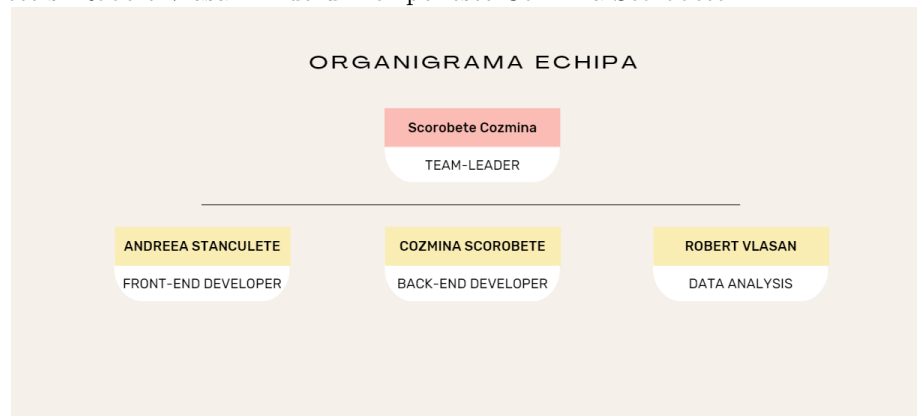 ORGANIGRAMA ECHIPA
Scorobete Cozmina
TEAM-LEADER
ANDREEA STANCULETE
FRONT-END DEVELOPER
COZMINA SCOROBETE
BACK-END DEVELOPER
ROBERT VLASAN
DATA ANALYSIS